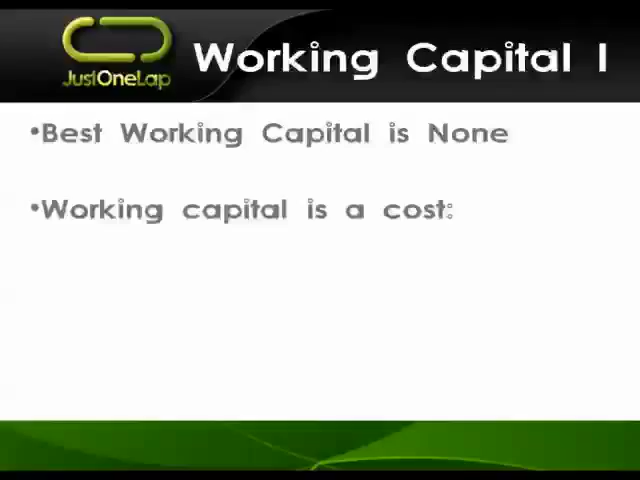 JustOneLap
Working Capital I
•Best Working Capital is None
•Working capital is a cost: